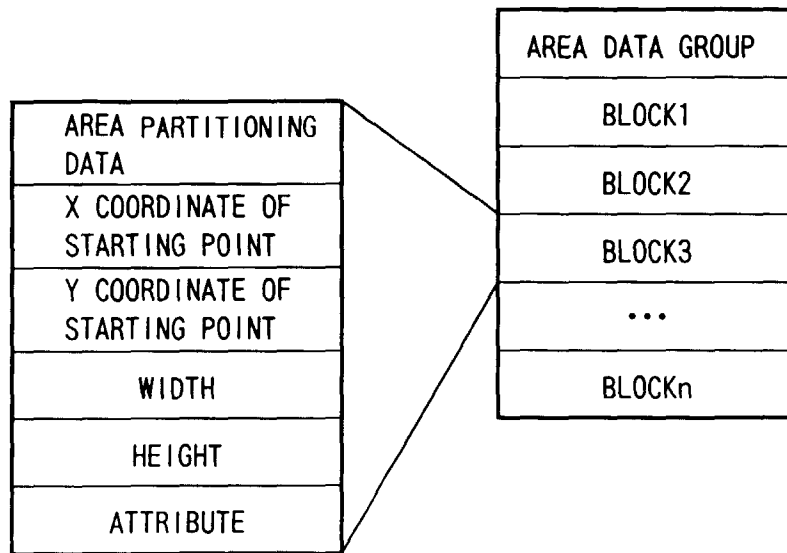 AREA PARTITIONING
DATA
X COORDINATE OF
STARTING POINT
Y COORDINATE OF
STARTING POINT
WIDTH
HEIGHT
ATTRIBUTE
AREA DATA GROUP
BLOCK1
BLOCK2
BLOCK3
...
BLOCKn